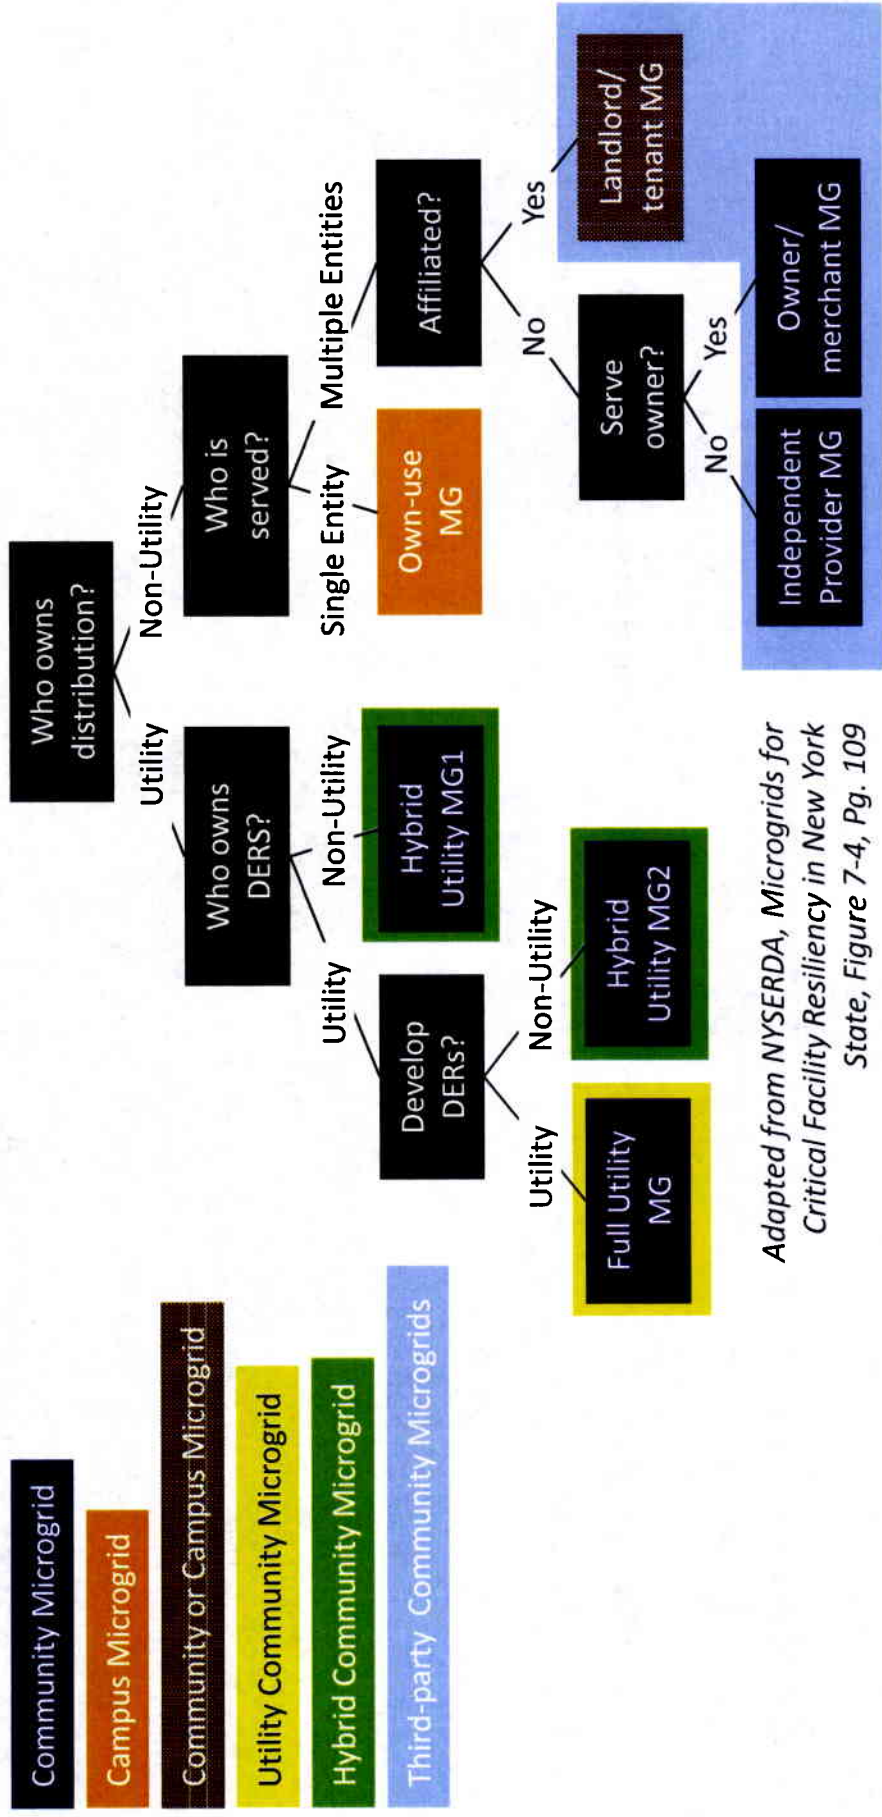 Community Microgrid
Campus Microgrid
Community or Campus Microgrid
Utility Community Microgrid
Hybrid Community Microgrid
Third-party Community Microgrids
Who owns
distribution?
Utility
Non-Utility
Who owns
DERS?
Who is
served?
Utility
Non-Utility
Single Entity
Multiple Entities
Develop
DERs?
Hybrid
Utility MG1
Own-use
MG
Affiliated?
Utility
Non-Utility
No
Yes
Full Utility
MG
Hybrid
Utility MG2
Serve
owner?
Landlord/
tenant MG
No
Yes
Independent
Provider MG
Owner/
merchant MG
Adapted from NYSERDA, Microgrids for
Critical Facility Resiliency in New York
State, Figure 7-4, Pg. 109